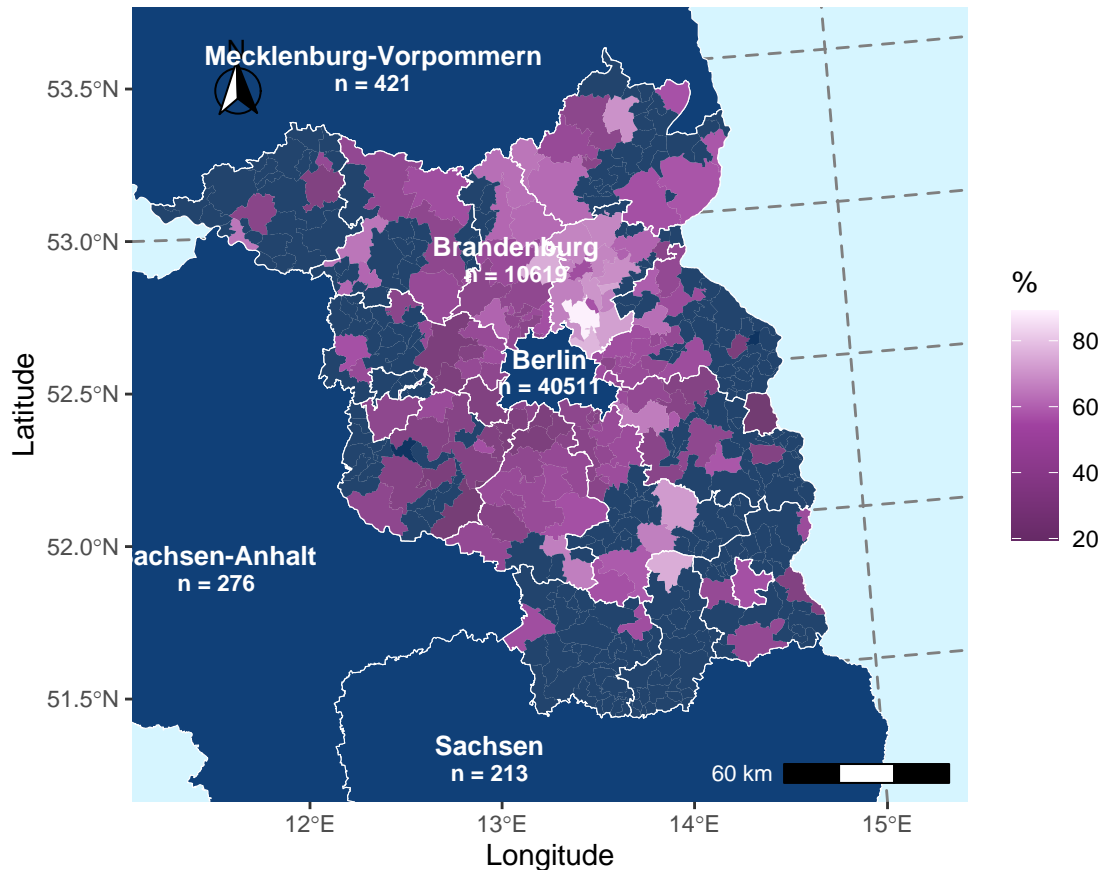 N
Mecklenburg-Vorpommern
n = 421
Brandenburg
n = 10619
Berlin
n = 40511
achsen-Anhalt
n = 276
Sachsen
n = 213
60 km
53.5°N
53.0°N
52.5°N
52.0°N
51.5°N
Latitude
12°E
13°E
14°E
15°E
Longitude
%
80
60
40
20